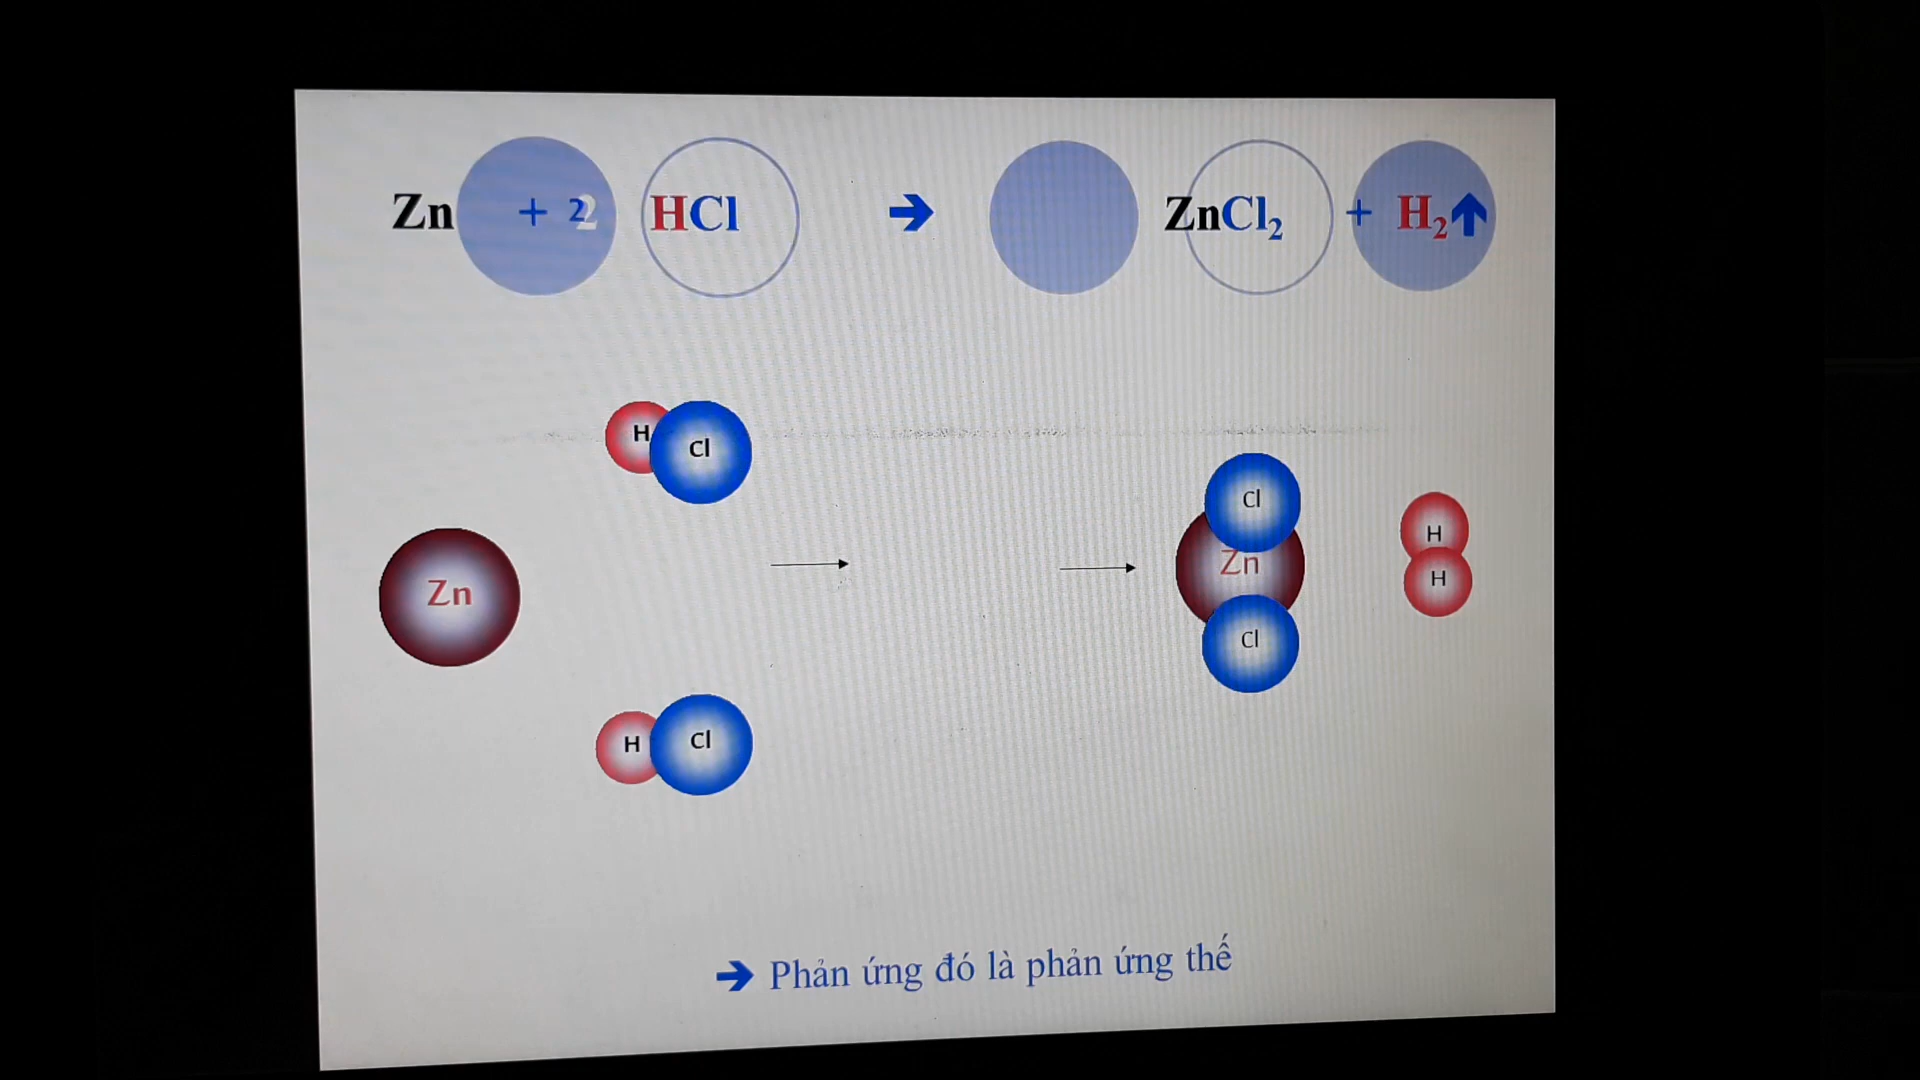 Zn + 2 HCl ➔ ZnCl₂ + H₂↑
H Cl
Cl
Zn
Zn
H
H
Cl
H Cl
➔ Phản ứng đó là phản ứng thế